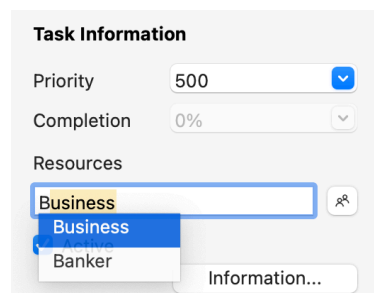 Task Information
Priority 500
Completion 0%
Resources
Business
Business
Active
Banker
Information...